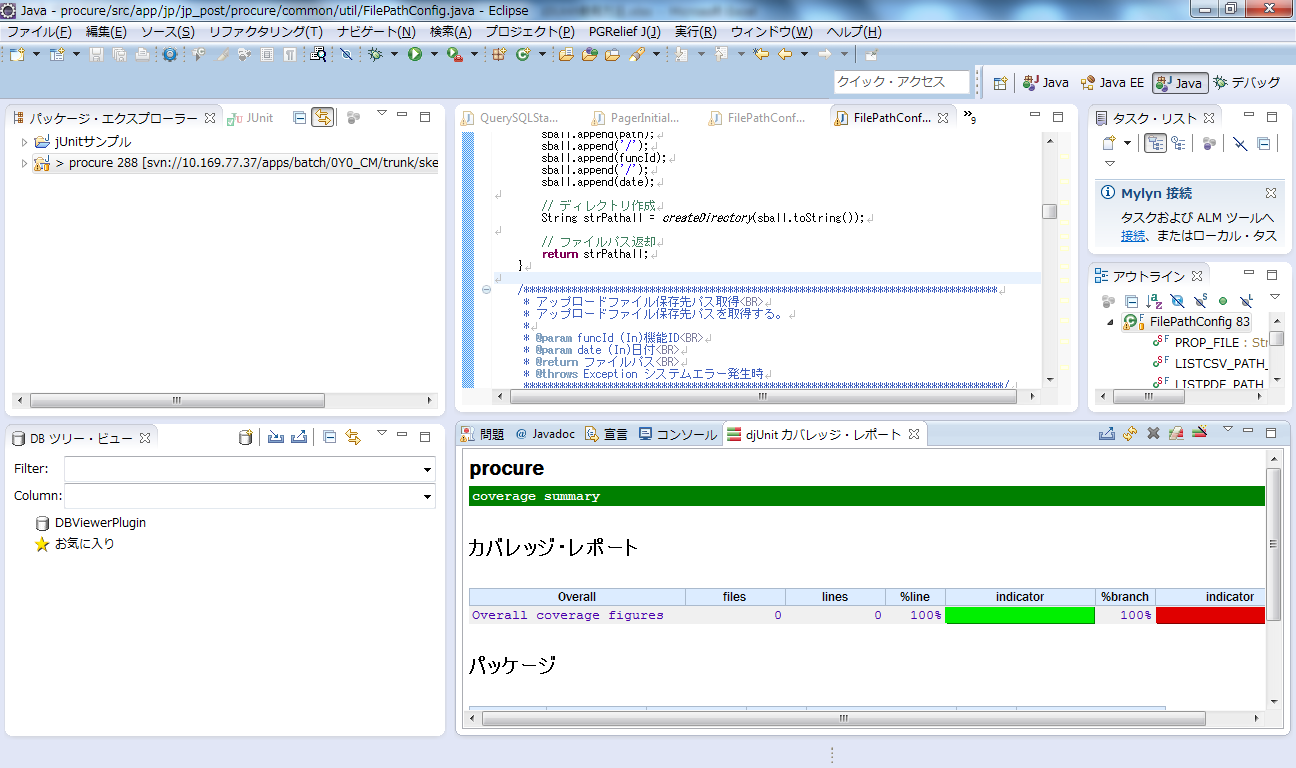 Java - procure/src/app/jp/jp_post/procure/common/util/FilePathConfig.java - Eclipse
ファイル(F) 編集(E) ソース(S) リファクタリング(T) ナビゲート(N) 検索(A) プロジェクト(P) PGRelief J(J) 実行(R) ウィンドウ(W) ヘルプ(H)
クイック・アクセス Java Java EE Java デバッグ
パッケージ・エクスプローラー JUnit
jUnitサンプル
> procure 288 [svn://10.169.77.37/apps/batch/0Y0_CM/trunk/ske
QuerySQLSta... PagerInitial... FilePathConf... FilePathConf... »9
sball.append(path);
sball.append('/');
sball.append(funcId);
sball.append('/');
sball.append(date);
// ディレクトリ作成
String strPathall = createDirectory(sball.toString());
// ファイルパス返却
return strPathall;
}
/**********************************************************************************
* アップロードファイル保存先パス取得<BR>
* アップロードファイル保存先パスを取得する。
*
* @param funcId (In)機能ID<BR>
* @param date (In)日付<BR>
* @return ファイルパス<BR>
* @throws Exception システムエラー発生時
***********************************************************************************/
タスク・リスト
Mylyn 接続
タスクおよび ALM ツールへ
接続、またはローカル・タス
アウトライン
FilePathConfig 83
PROP_FILE : Str
LISTCSV_PATH_
LISTPDF_PATH
DB ツリー・ビュー
Filter:
Column:
DBViewerPlugin
お気に入り
問題 @ Javadoc 宣言 コンソール djUnit カバレッジ・レポート
procure
coverage summary
カバレッジ・レポート
Overall files lines %line indicator %branch indicator
Overall coverage figures 0 0 100% 100%
パッケージ